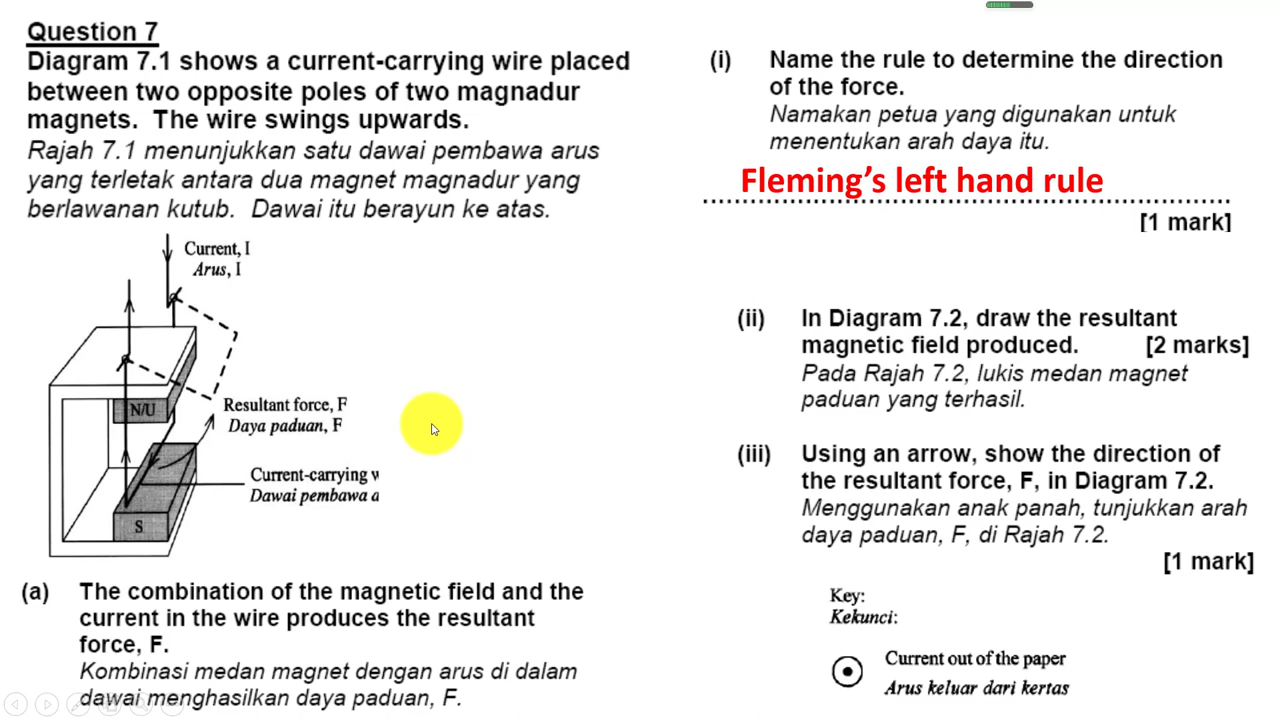 Question 7
Diagram 7.1 shows a current-carrying wire placed
between two opposite poles of two magnadur
magnets.  The wire swings upwards.
Rajah 7.1 menunjukkan satu dawai pembawa arus
yang terletak antara dua magnet magnadur yang
berlawanan kutub.  Dawai itu berayun ke atas.
Current, I
Arus, I
N/U
Resultant force, F
Daya paduan, F
Current-carrying w
Dawai pembawa a
S
(a) The combination of the magnetic field and the
current in the wire produces the resultant
force, F.
Kombinasi medan magnet dengan arus di dalam
dawai menghasilkan daya paduan, F.
(i) Name the rule to determine the direction
of the force.
Namakan petua yang digunakan untuk
menentukan arah daya itu.
Fleming's left hand rule
[1 mark]
(ii) In Diagram 7.2, draw the resultant
magnetic field produced. [2 marks]
Pada Rajah 7.2, lukis medan magnet
paduan yang terhasil.
(iii) Using an arrow, show the direction of
the resultant force, F, in Diagram 7.2.
Menggunakan anak panah, tunjukkan arah
daya paduan, F, di Rajah 7.2.
[1 mark]
Key:
Kekunci:
Current out of the paper
Arus keluar dari kertas